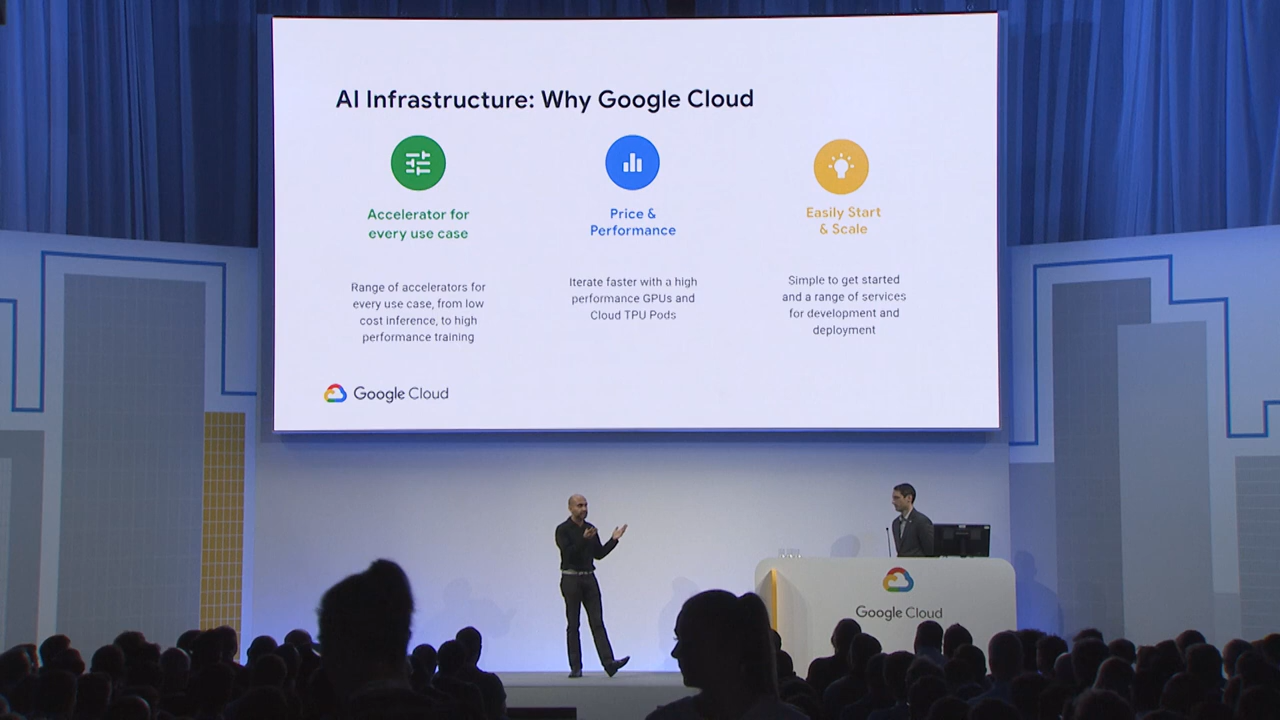 AI Infrastructure: Why Google Cloud
Accelerator for
every use case
Range of accelerators for
every use case, from low
cost inference, to high
performance training
Price &
Performance
Iterate faster with a high
performance GPUs and
Cloud TPU Pods
Easily Start
& Scale
Simple to get started
and a range of services
for development and
deployment
Google Cloud
Google Cloud